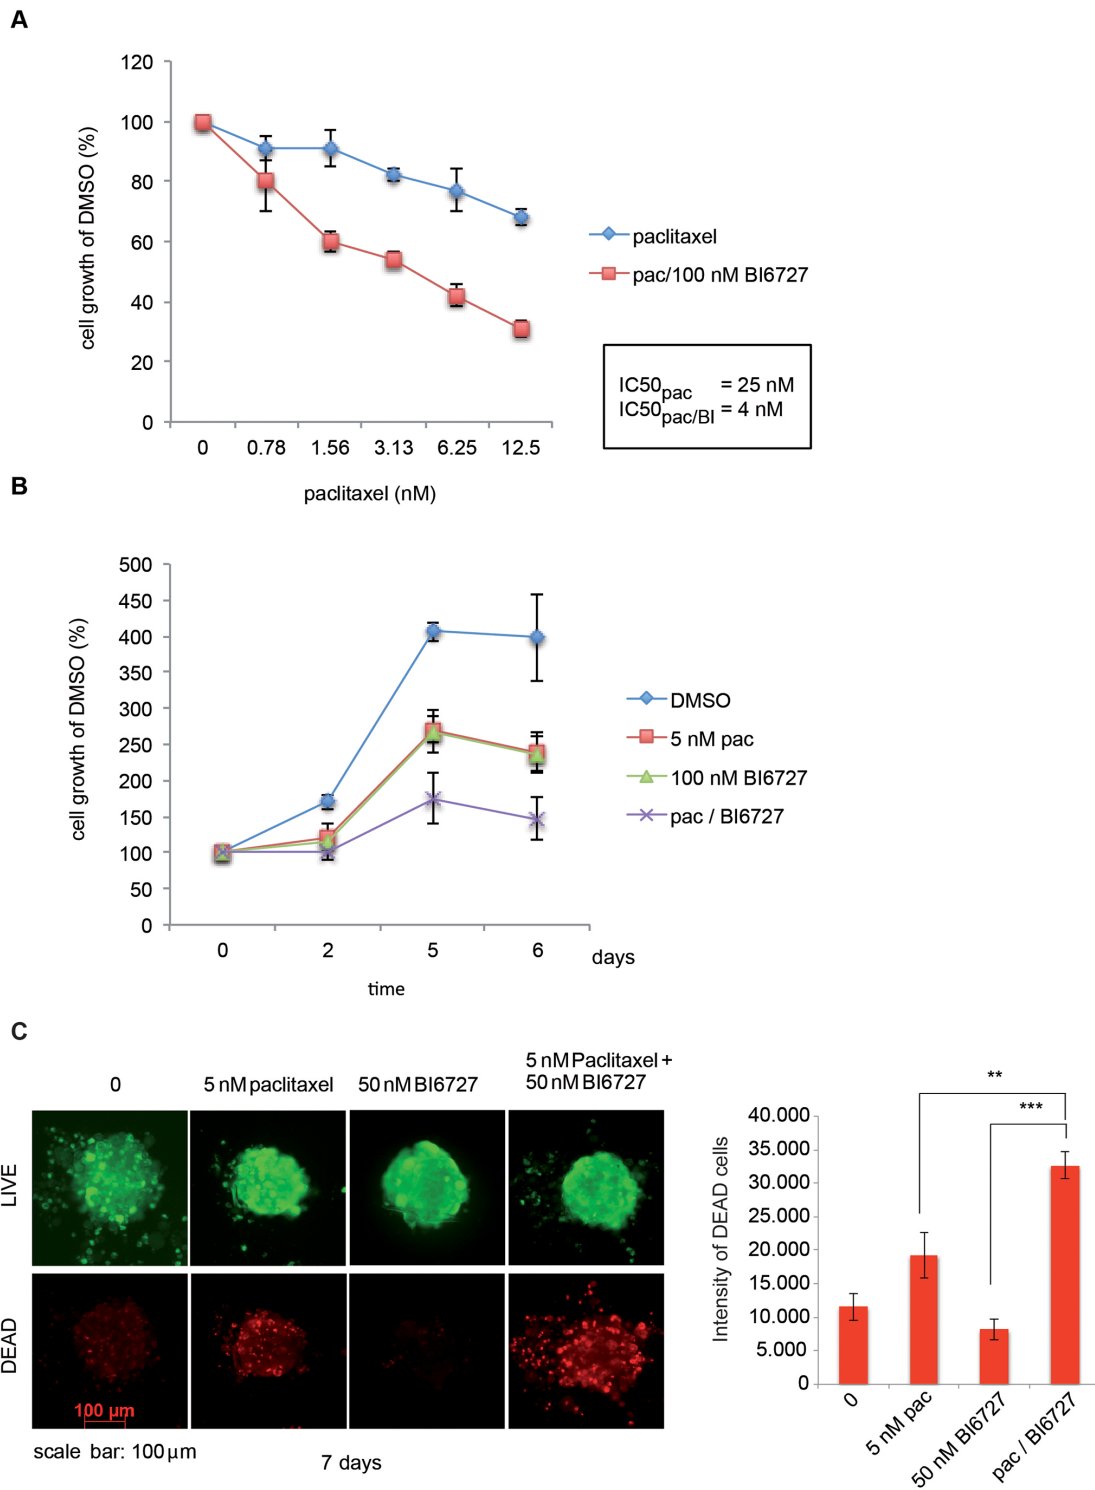 A
120
100
80
60
40
20
0
cell growth of DMSO (%)
0 0.78 1.56 3.13 6.25 12.5
paclitaxel (nM)
paclitaxel
pac/100 nM BI6727
IC50pac = 25 nM
IC50pac/BI = 4 nM
B
500
450
400
350
300
250
200
150
100
50
0
cell growth of DMSO (%)
0 2 5 6 days
time
DMSO
5 nM pac
100 nM BI6727
pac / BI6727
C
0
5 nM paclitaxel
50 nM BI6727
5 nM Paclitaxel +
50 nM BI6727
LIVE
DEAD
100 µm
scale bar: 100 µm
7 days
**
***
40.000
35.000
30.000
25.000
20.000
15.000
10.000
5.000
0
Intensity of DEAD cells
0
5 nM pac
50 nM BI6727
pac / BI6727